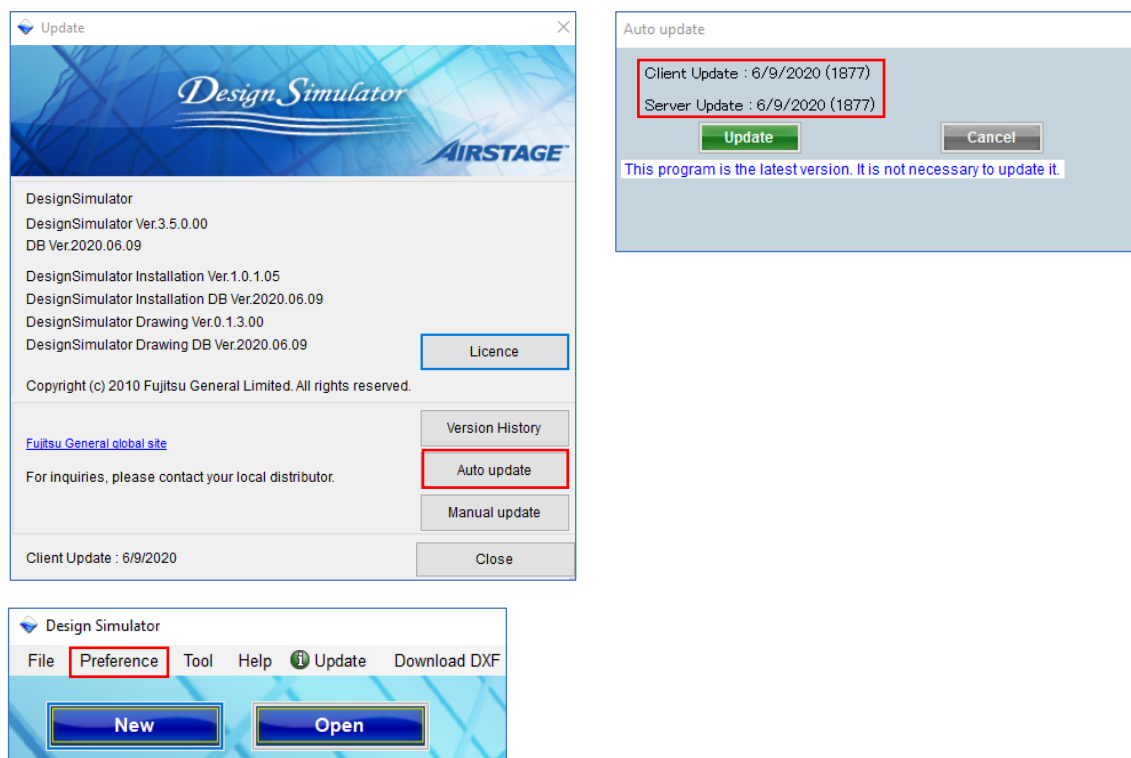 Update
Design Simulator
AIRSTAGE™
DesignSimulator
DesignSimulator Ver.3.5.0.00
DB Ver.2020.06.09
DesignSimulator Installation Ver.1.0.1.05
DesignSimulator Installation DB Ver.2020.06.09
DesignSimulator Drawing Ver.0.1.3.00
DesignSimulator Drawing DB Ver.2020.06.09
Licence
Copyright (c) 2010 Fujitsu General Limited. All rights reserved.
Version History
Fujitsu General global site
Auto update
For inquiries, please contact your local distributor.
Manual update
Client Update : 6/9/2020
Close
Auto update
Client Update : 6/9/2020 (1877)
Server Update : 6/9/2020 (1877)
Update
Cancel
This program is the latest version. It is not necessary to update it.
Design Simulator
File Preference Tool Help Update Download DXF
New
Open